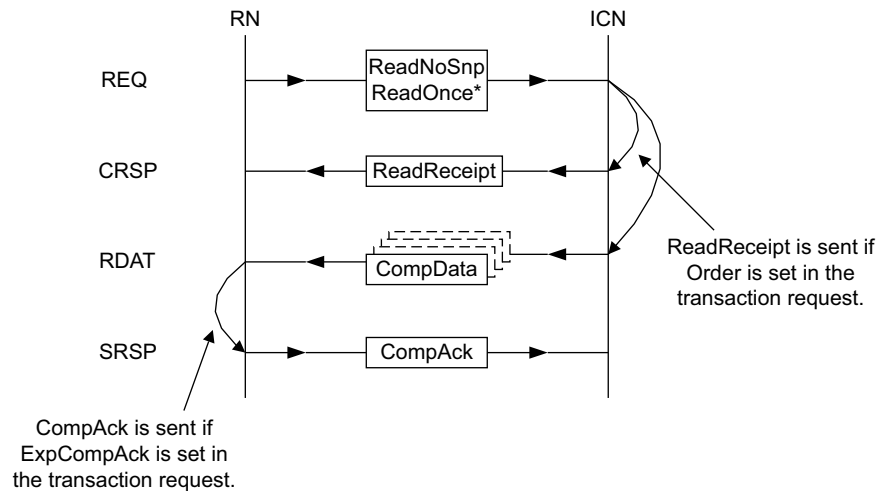 RN
ICN
REQ
ReadNoSnp
ReadOnce*
CRSP
ReadReceipt
RDAT
CompData
ReadReceipt is sent if
Order is set in the
transaction request.
SRSP
CompAck
CompAck is sent if
ExpCompAck is set in
the transaction request.